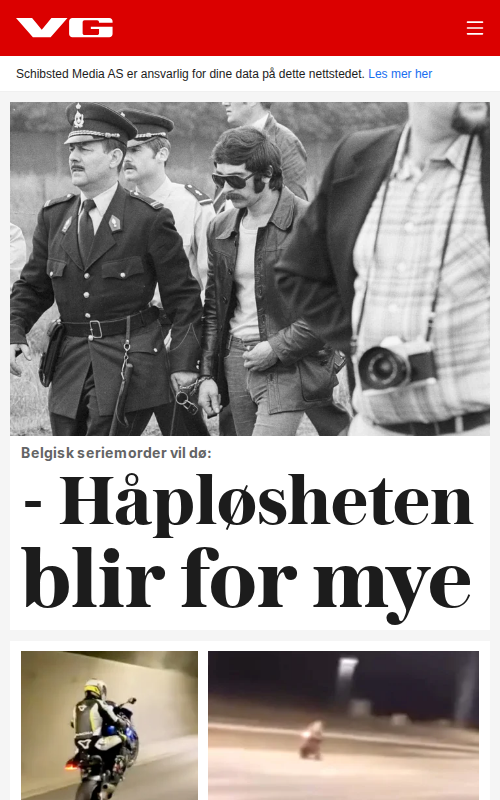 VG
Schibsted Media AS er ansvarlig for dine data på dette nettstedet. Les mer her
Belgisk seriemorder vil dø:
- Håpløsheten
blir for mye